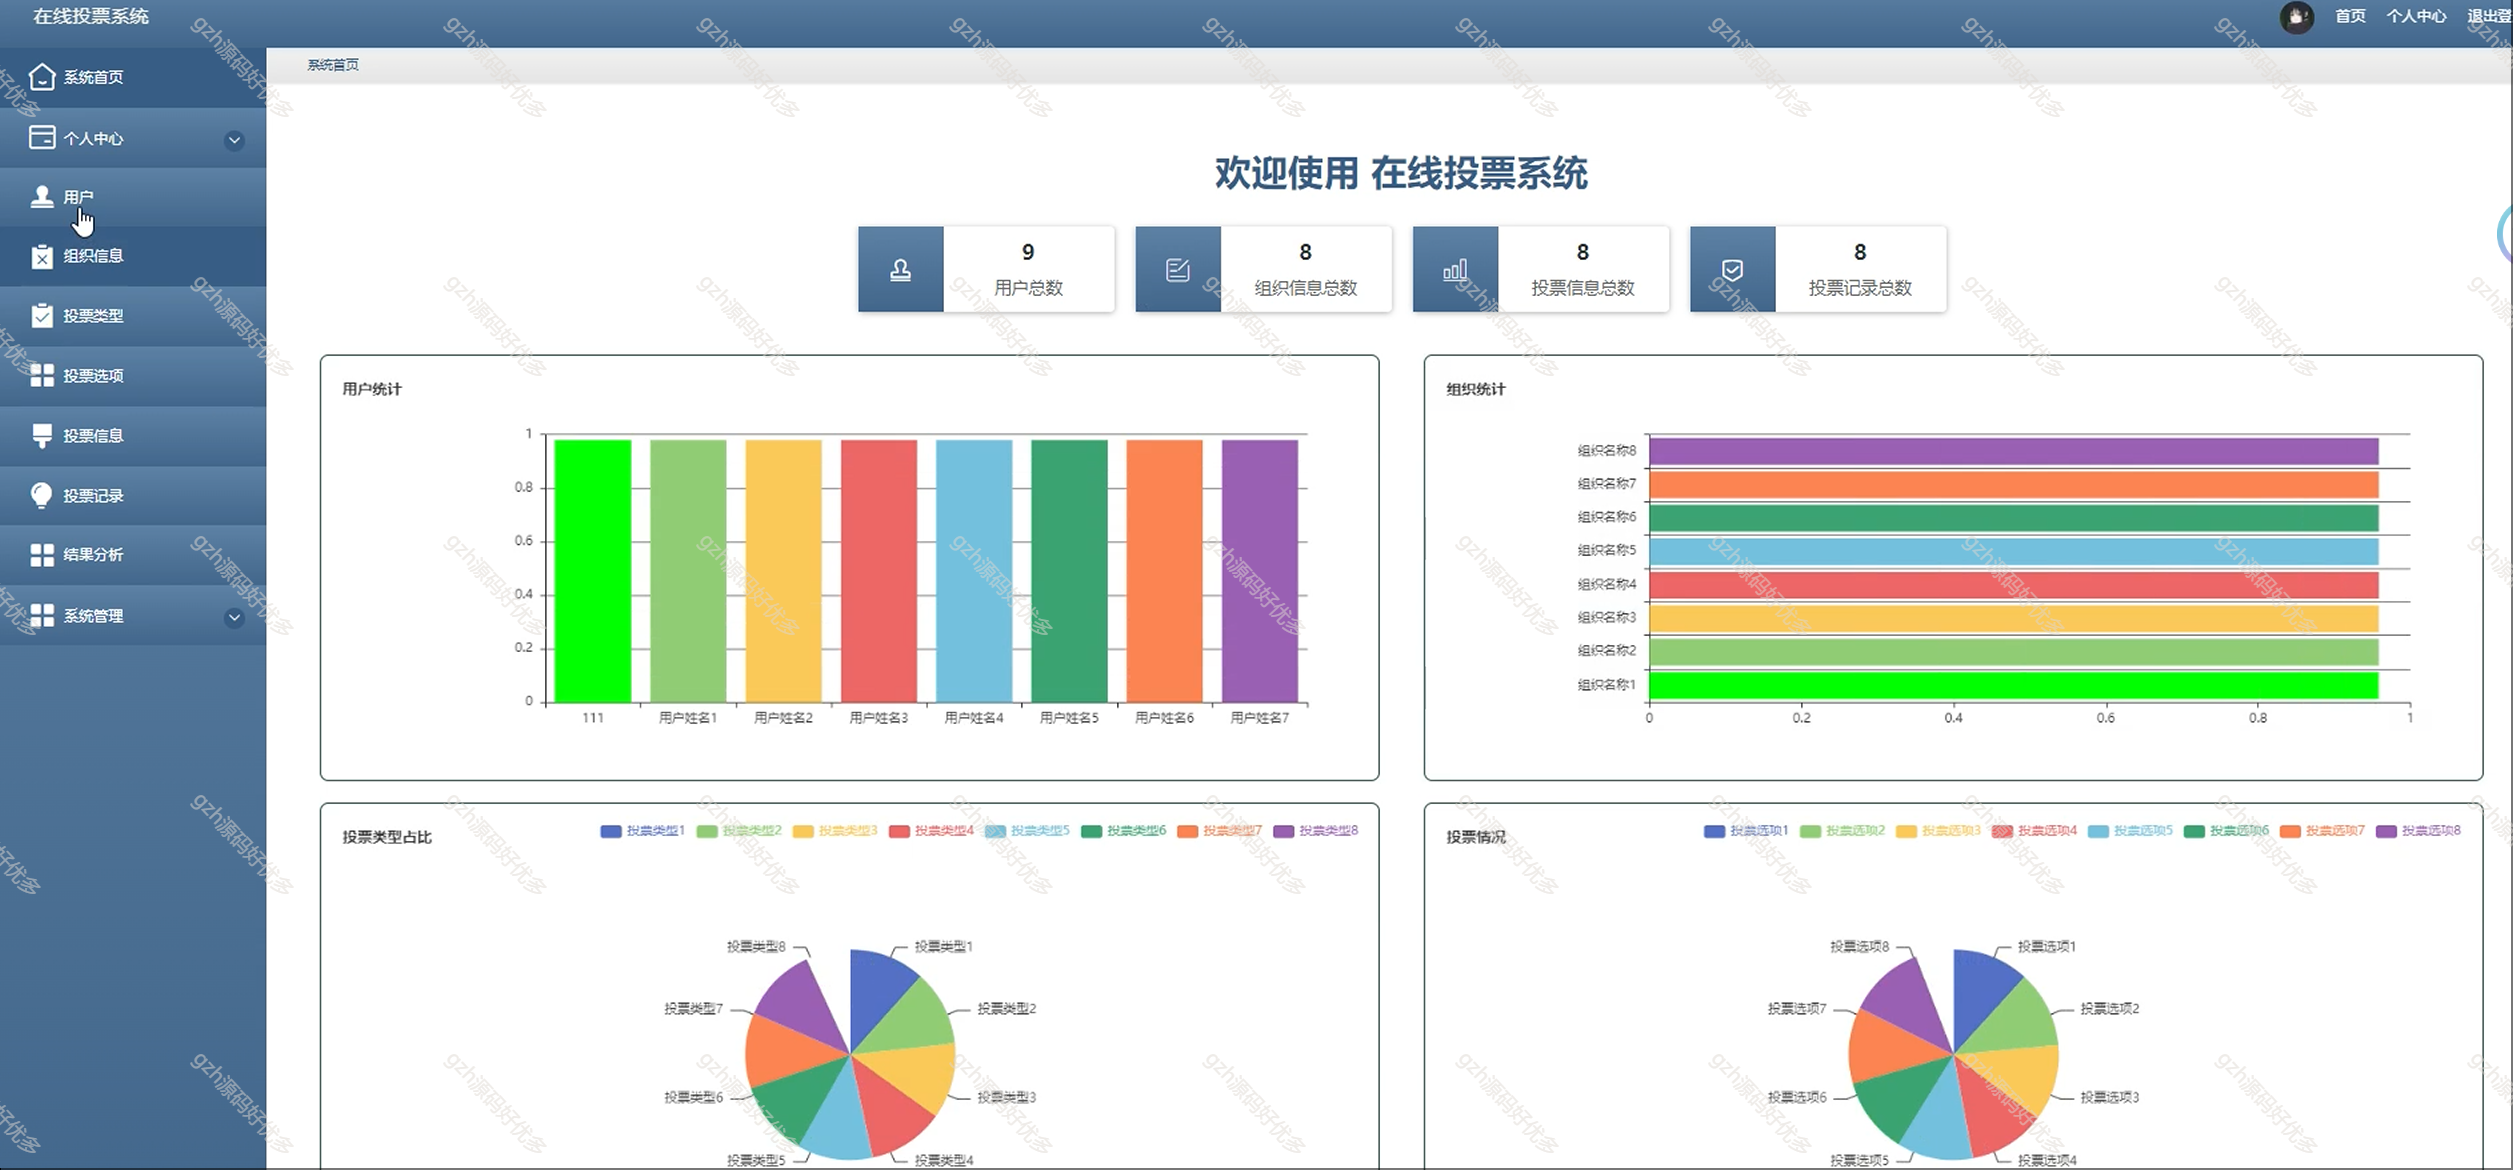 在线投票系统
首页 个人中心 退出登
系统首页
个人中心
用户
组织信息
投票类型
投票选项
投票信息
投票记录
结果分析
系统管理
系统首页
欢迎使用 在线投票系统
9
用户总数
8
组织信息总数
8
投票信息总数
8
投票记录总数
用户统计
1
0.8
0.6
0.4
0.2
0
111 用户姓名1 用户姓名2 用户姓名3 用户姓名4 用户姓名5 用户姓名6 用户姓名7
组织统计
组织名称8
组织名称7
组织名称6
组织名称5
组织名称4
组织名称3
组织名称2
组织名称1
0 0.2 0.4 0.6 0.8 1
投票类型占比
投票类型1 投票类型2 投票类型3 投票类型4 投票类型5 投票类型6 投票类型7 投票类型8
投票类型8 投票类型1
投票类型7 投票类型2
投票类型6 投票类型3
投票类型5 投票类型4
投票情况
投票选项1 投票选项2 投票选项3 投票选项4 投票选项5 投票选项6 投票选项7 投票选项8
投票选项8 投票选项1
投票选项7 投票选项2
投票选项6 投票选项3
投票选项5 投票选项4
gzh源码好优多